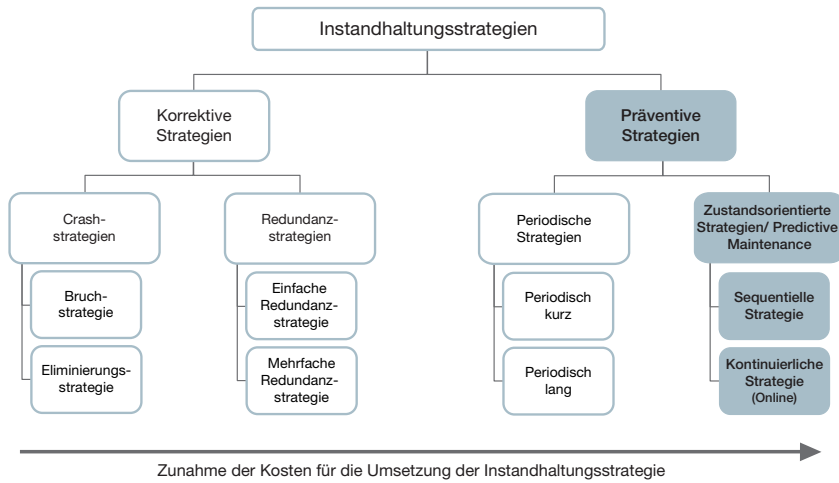 Instandhaltungsstrategien
Korrektive
Strategien
Präventive
Strategien
Crash-
strategien
Redundanz-
strategien
Periodische
Strategien
Zustandsorientierte
Strategien/ Predictive
Maintenance
Bruch-
strategie
Einfache
Redundanz-
strategie
Periodisch
kurz
Sequentielle
Strategie
Eliminierungs-
strategie
Mehrfache
Redundanz-
strategie
Periodisch
lang
Kontinuierliche
Strategie
(Online)
Zunahme der Kosten für die Umsetzung der Instandhaltungsstrategie